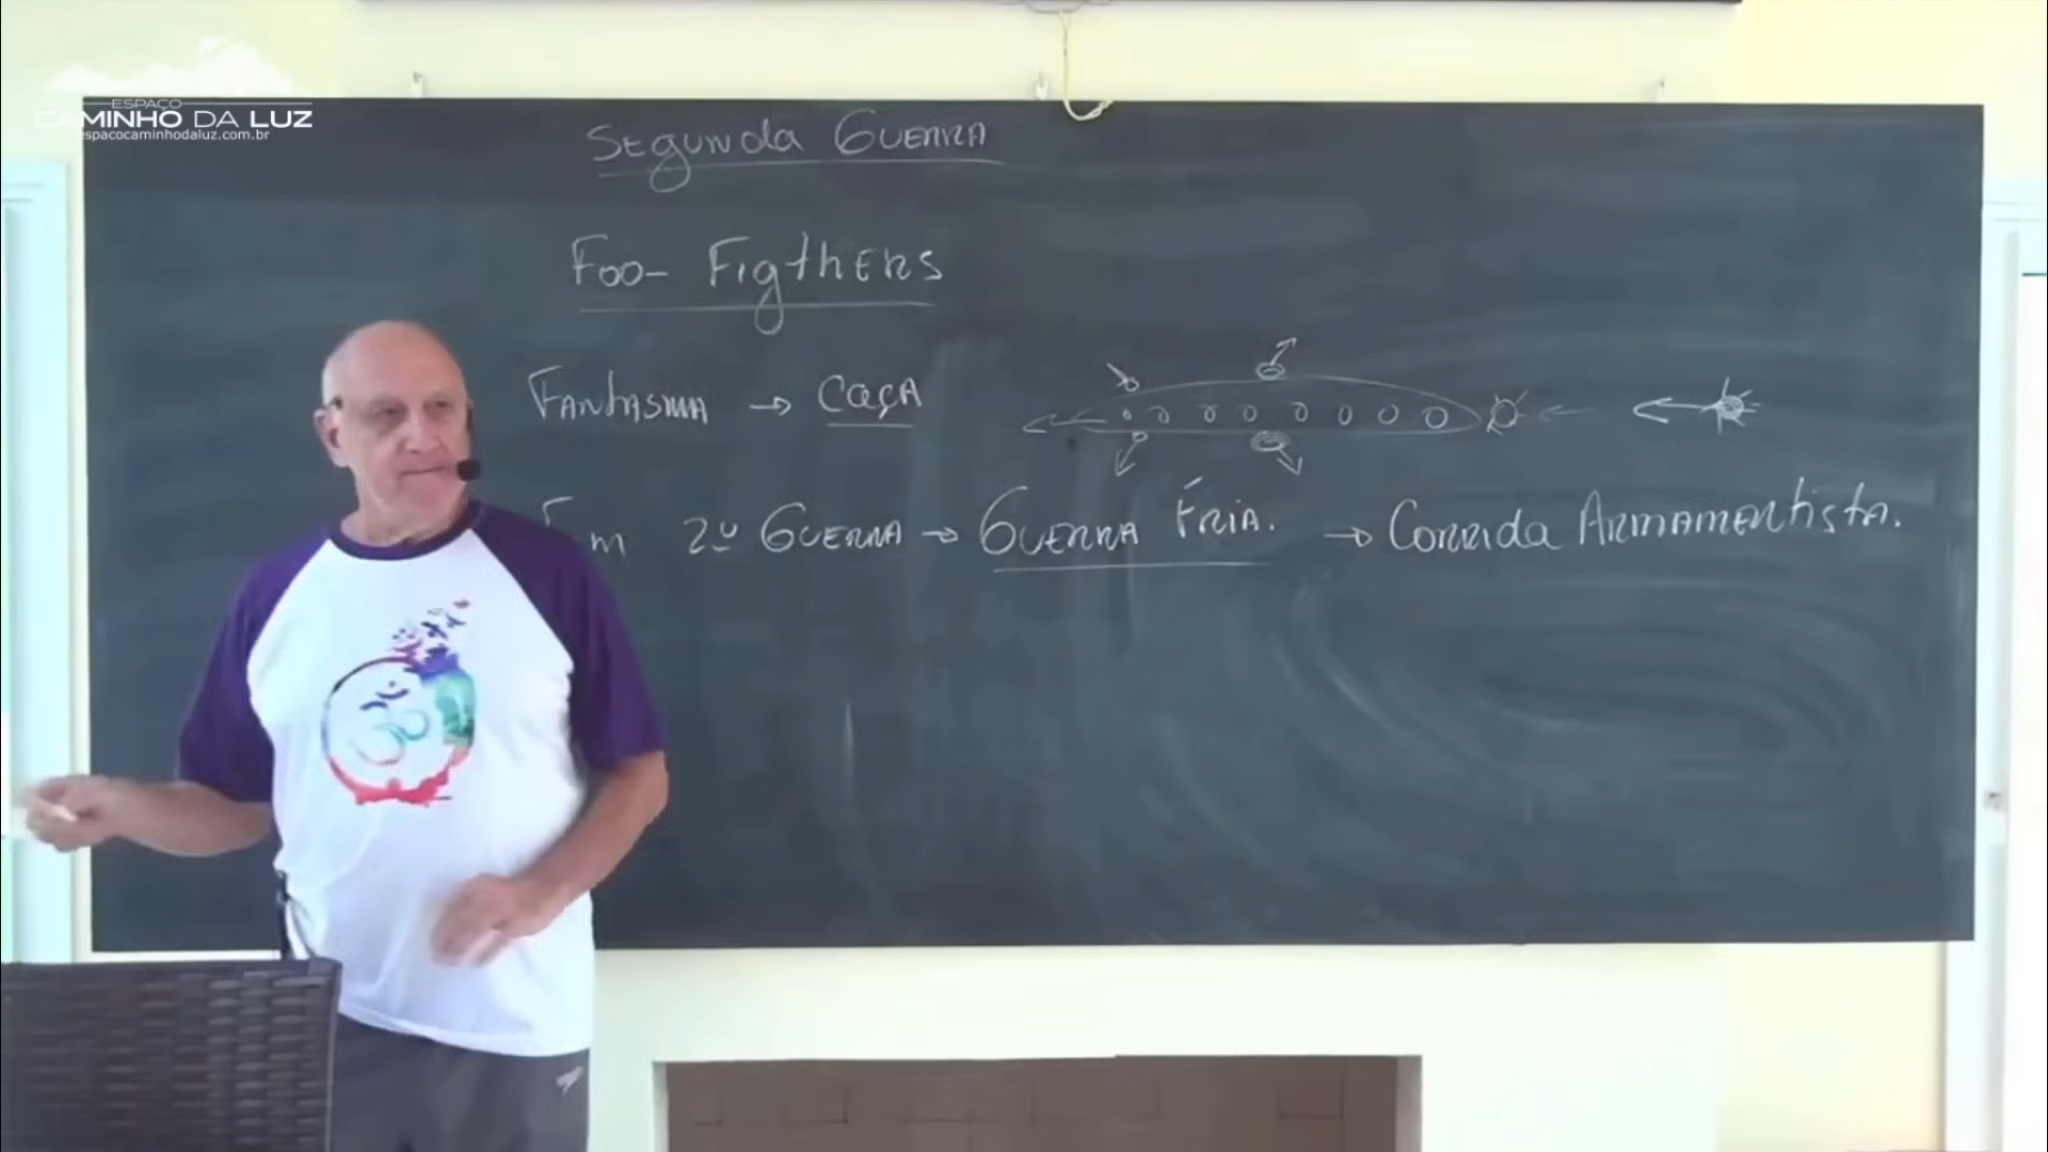 ESPAÇO
CAMINHO DA LUZ
espacocaminhodaluz.com.br
Segunda Guerra
Foo- Figthers
Fantasma → Caça
Fim 2ª Guerra → Guerra Fria. → Corrida Armamentista.